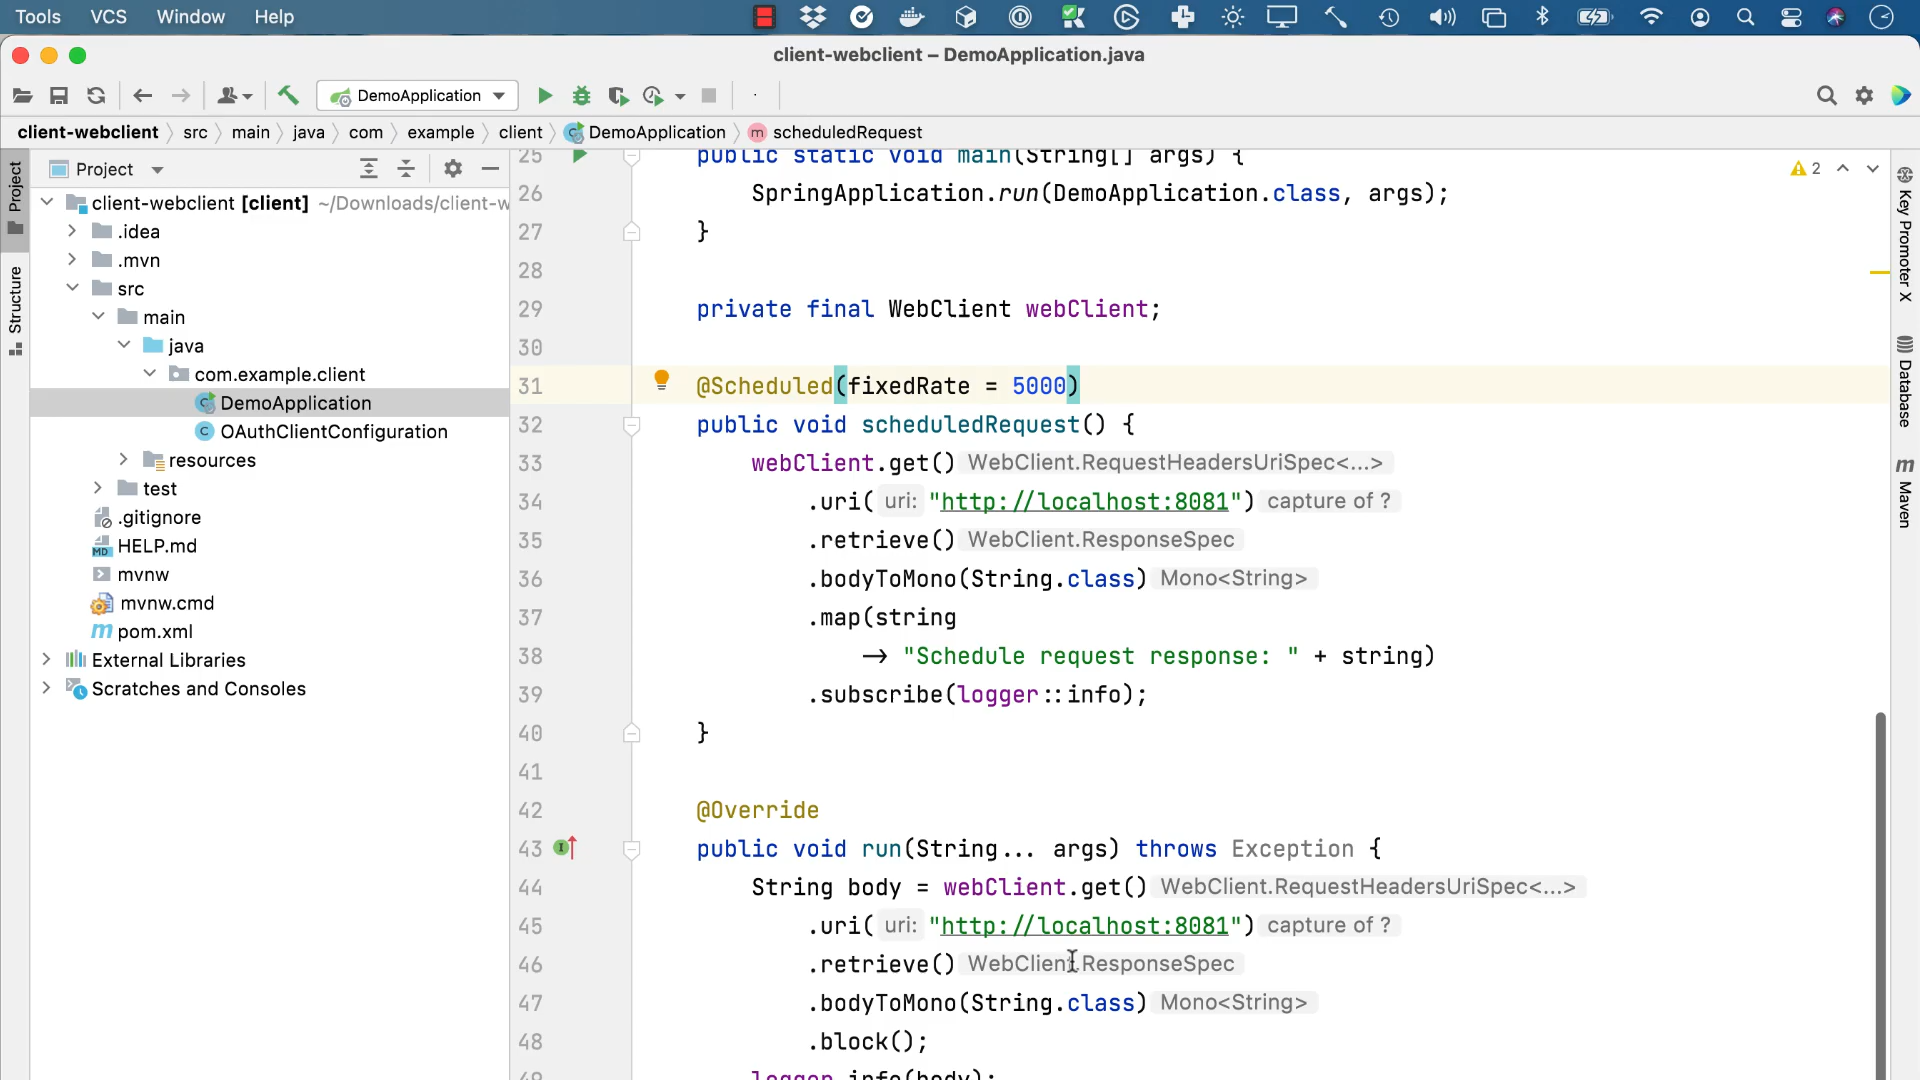 Tools VCS Window Help
client-webclient – DemoApplication.java
DemoApplication
client-webclient src main java com example client DemoApplication m scheduledRequest
Project
Project
Structure
client-webclient [client] ~/Downloads/client-w
.idea
.mvn
src
main
java
com.example.client
DemoApplication
OAuthClientConfiguration
resources
test
.gitignore
HELP.md
mvnw
mvnw.cmd
pom.xml
External Libraries
Scratches and Consoles
2
25 public static void main(String[] args) {
26 SpringApplication.run(DemoApplication.class, args);
27 }
28
29 private final WebClient webClient;
30
31 @Scheduled(fixedRate = 5000)
32 public void scheduledRequest() {
33 webClient.get() WebClient.RequestHeadersUriSpec<...>
34 .uri( uri: "http://localhost:8081") capture of ?
35 .retrieve() WebClient.ResponseSpec
36 .bodyToMono(String.class) Mono<String>
37 .map(string
38 → "Schedule request response: " + string)
39 .subscribe(logger::info);
40 }
41
42 @Override
43 public void run(String... args) throws Exception {
44 String body = webClient.get() WebClient.RequestHeadersUriSpec<...>
45 .uri( uri: "http://localhost:8081") capture of ?
46 .retrieve() WebClient.ResponseSpec
47 .bodyToMono(String.class) Mono<String>
48 .block();
49 logger.info(body);
Key Promoter X
Database
m Maven